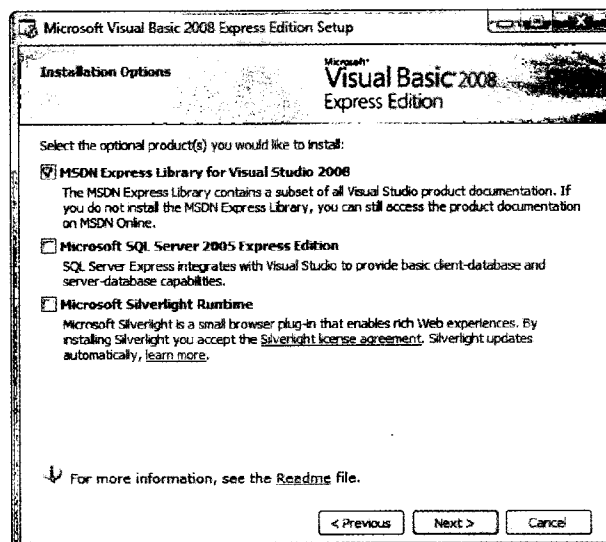 Microsoft Visual Basic 2008 Express Edition Setup
Installation Options
Microsoft®
Visual Basic 2008
Express Edition
Select the optional product(s) you would like to install:
MSDN Express Library for Visual Studio 2008
The MSDN Express Library contains a subset of all Visual Studio product documentation. If
you do not install the MSDN Express Library, you can still access the product documentation
on MSDN Online.
Microsoft SQL Server 2005 Express Edition
SQL Server Express integrates with Visual Studio to provide basic client-database and
server-database capabilities.
Microsoft Silverlight Runtime
Microsoft Silverlight is a small browser plug-in that enables rich Web experiences. By
installing Silverlight you accept the Silverlight license agreement. Silverlight updates
automatically, learn more.
For more information, see the Readme file.
< Previous
Next >
Cancel